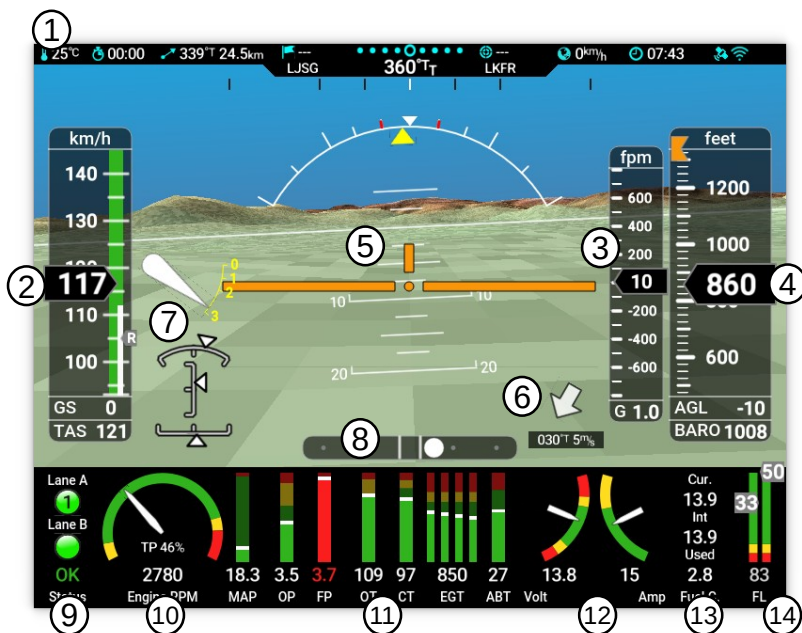 1
25°C 00:00 339°T 24.5km --- LJSG 360°T T --- LKFR 0km/h 07:43
km/h
140
130
120
117
110
100
R
GS 0
TAS 121
2
0
1
2
3
7
5
10 10
20 20
6
030°T 5m/s
8
3
fpm
600
400
200
10
-200
-400
-600
G 1.0
feet
1200
1000
860
800
600
4
AGL -10
BARO 1008
Lane A
1
Lane B
OK
Status
9
TP 46%
2780
Engine RPM
10
18.3 3.5 3.7 109 97 850 27
MAP OP FP OT CT EGT ABT
11
13.8 15
Volt Amp
12
Cur.
13.9
Int
13.9
Used
2.8
13
50
33
83
FL
14